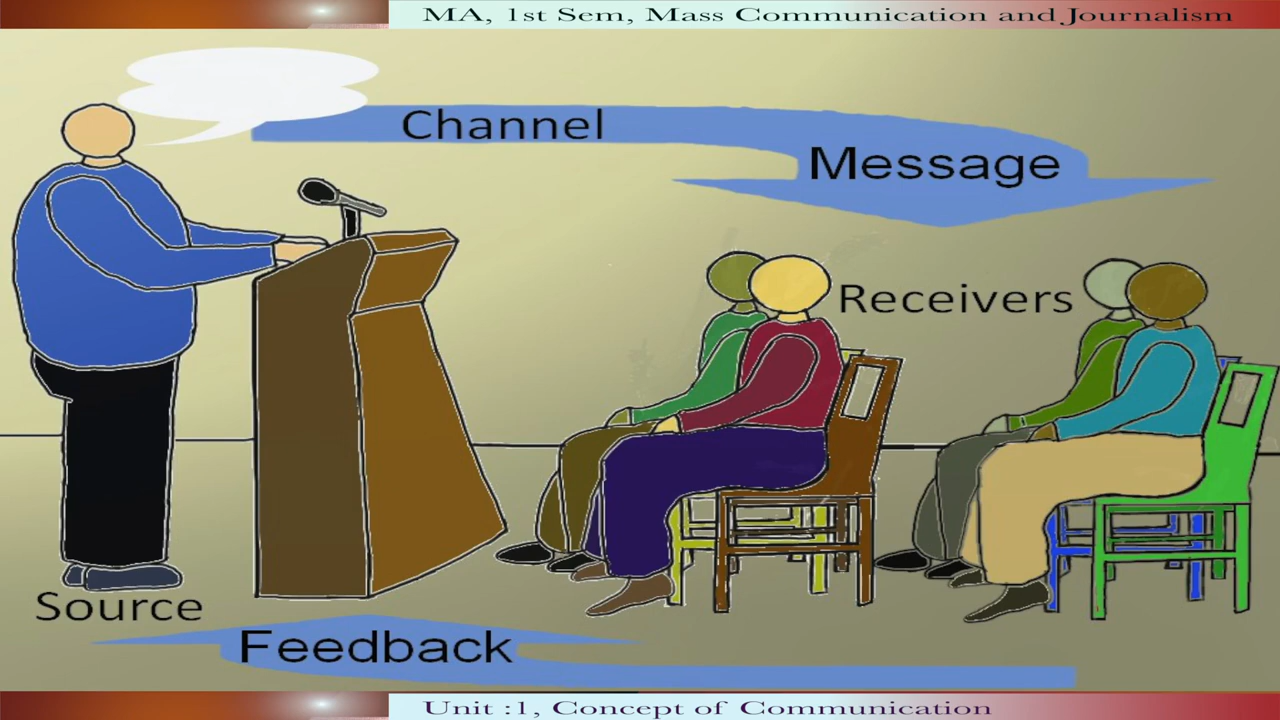 MA, 1st Sem, Mass Communication and Journalism
Channel
Message
Receivers
Source
Feedback
Unit :1, Concept of Communication